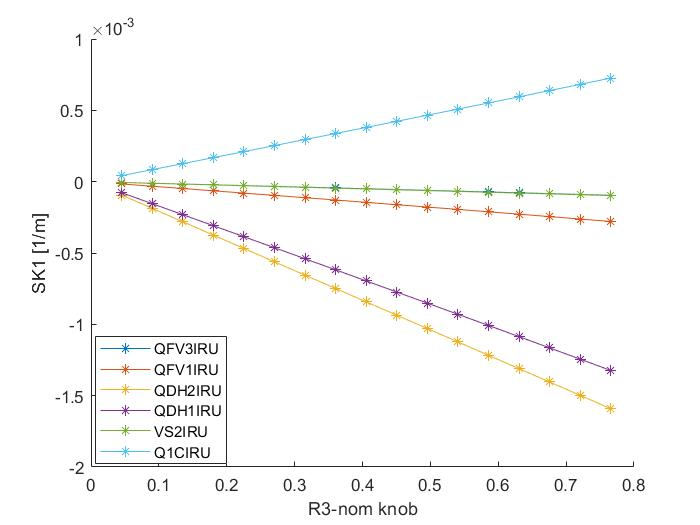 ×10-3
1
0.5
0
-0.5
-1
-1.5
-2
SK1 [1/m]
QFV3IRU
QFV1IRU
QDH2IRU
QDH1IRU
VS2IRU
Q1CIRU
0 0.1 0.2 0.3 0.4 0.5 0.6 0.7 0.8
R3-nom knob